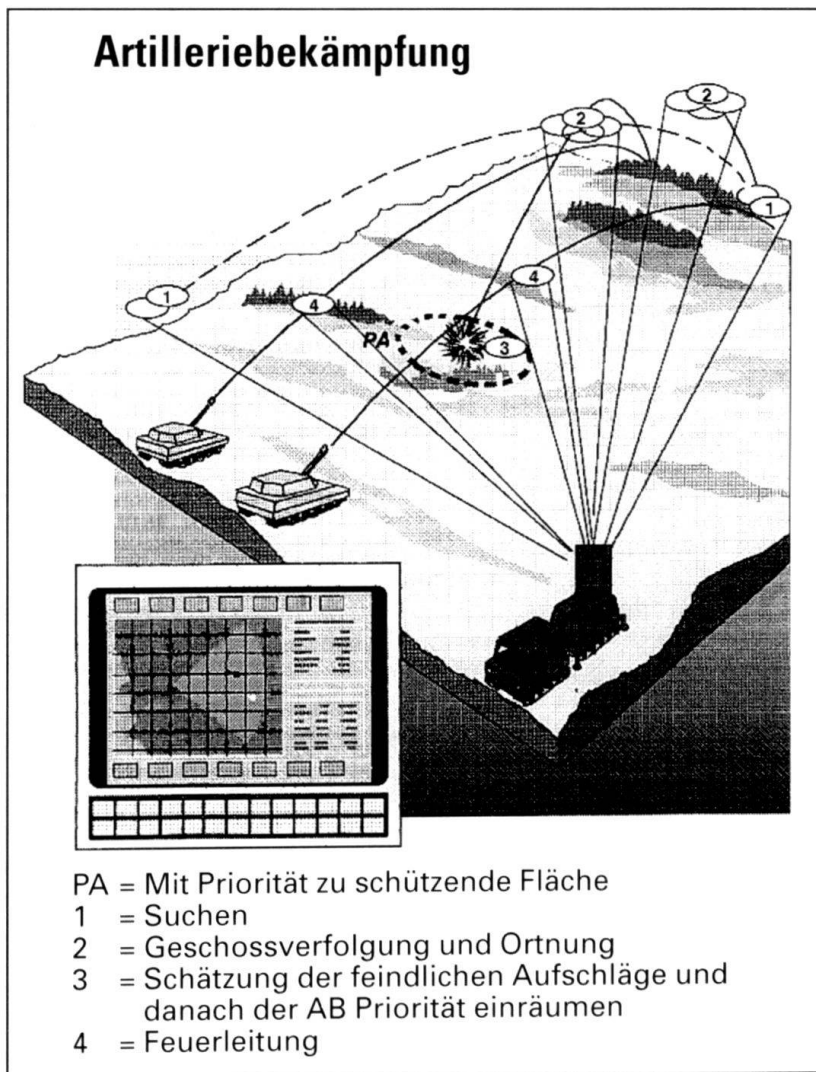 Artilleriebekämpfung
2
2
1
1
4
4
PA
3
PA = Mit Priorität zu schützende Fläche
1 = Suchen
2 = Geschossverfolgung und Ortnung
3 = Schätzung der feindlichen Aufschläge und
danach der AB Priorität einräumen
4 = Feuerleitung